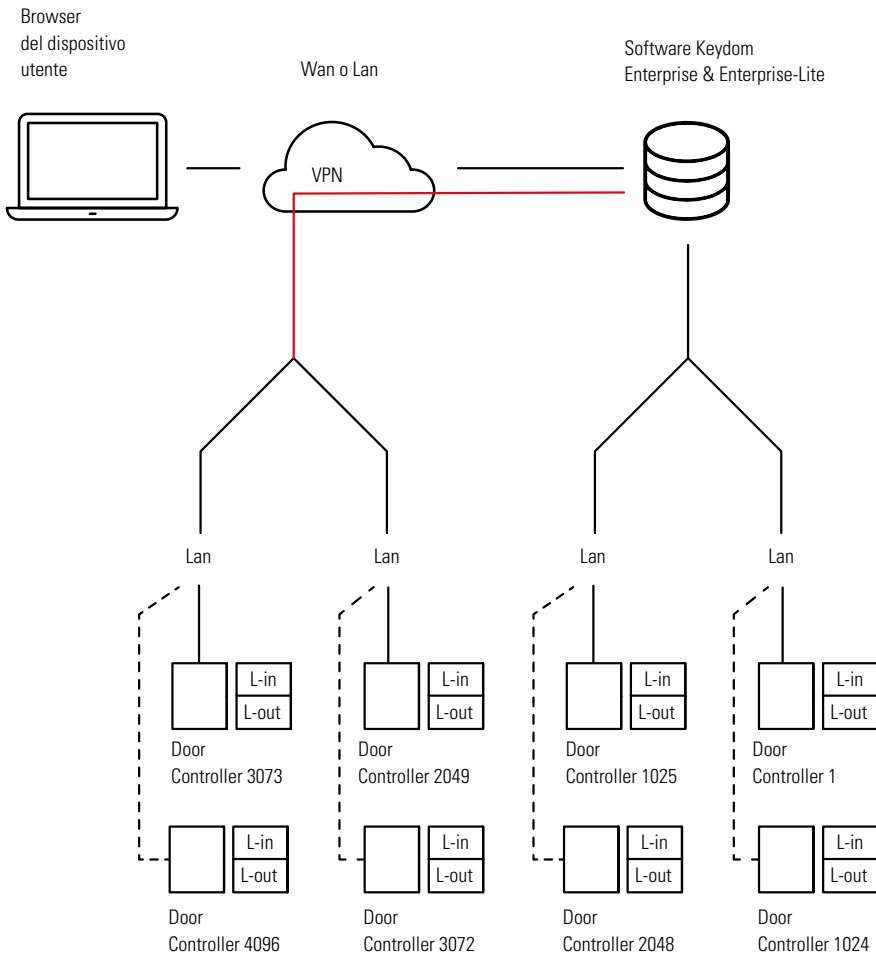 Browser
del dispositivo
utente
Wan o Lan
Software Keydom
Enterprise & Enterprise-Lite
VPN
Lan
Lan
Lan
Lan
L-in
L-out
L-in
L-out
L-in
L-out
L-in
L-out
Door
Controller 3073
Door
Controller 2049
Door
Controller 1025
Door
Controller 1
L-in
L-out
L-in
L-out
L-in
L-out
L-in
L-out
Door
Controller 4096
Door
Controller 3072
Door
Controller 2048
Door
Controller 1024